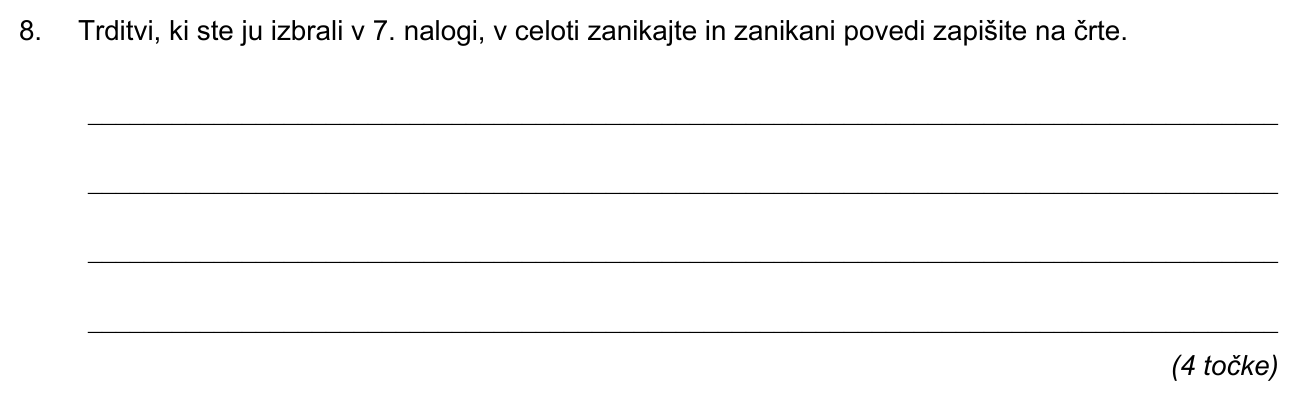 8. Trditvi, ki ste ju izbrali v 7. nalogi, v celoti zanikajte in zanikani povedi zapišite na črte.
(4 točke)